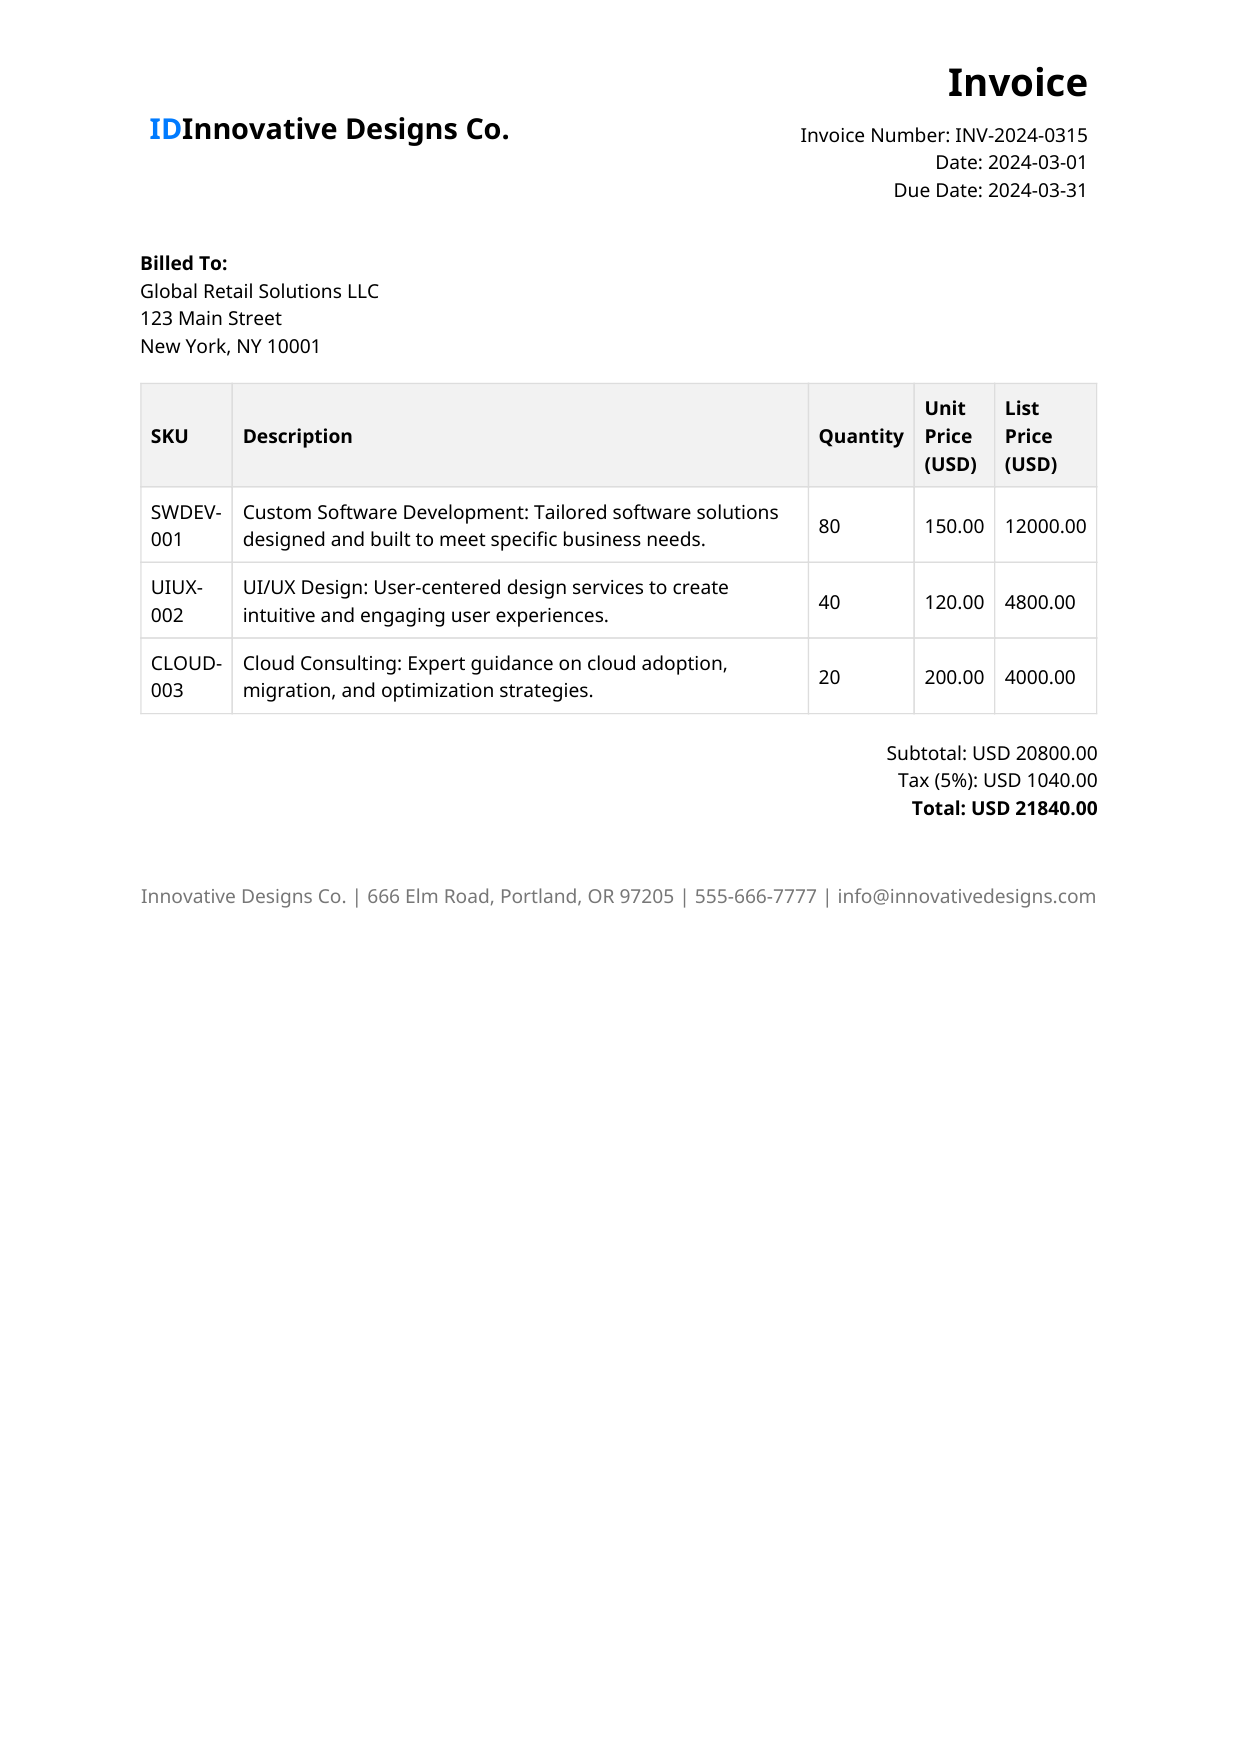 Invoice
IDInnovative Designs Co.
Invoice Number: INV-2024-0315
Date: 2024-03-01
Due Date: 2024-03-31
Billed To:
Global Retail Solutions LLC
123 Main Street
New York, NY 10001
SKU Description Quantity Unit Price (USD) List Price (USD)
SWDEV-001 Custom Software Development: Tailored software solutions designed and built to meet specific business needs. 80 150.00 12000.00
UIUX-002 UI/UX Design: User-centered design services to create intuitive and engaging user experiences. 40 120.00 4800.00
CLOUD-003 Cloud Consulting: Expert guidance on cloud adoption, migration, and optimization strategies. 20 200.00 4000.00
Subtotal: USD 20800.00
Tax (5%): USD 1040.00
Total: USD 21840.00
Innovative Designs Co. | 666 Elm Road, Portland, OR 97205 | 555-666-7777 | info@innovativedesigns.com